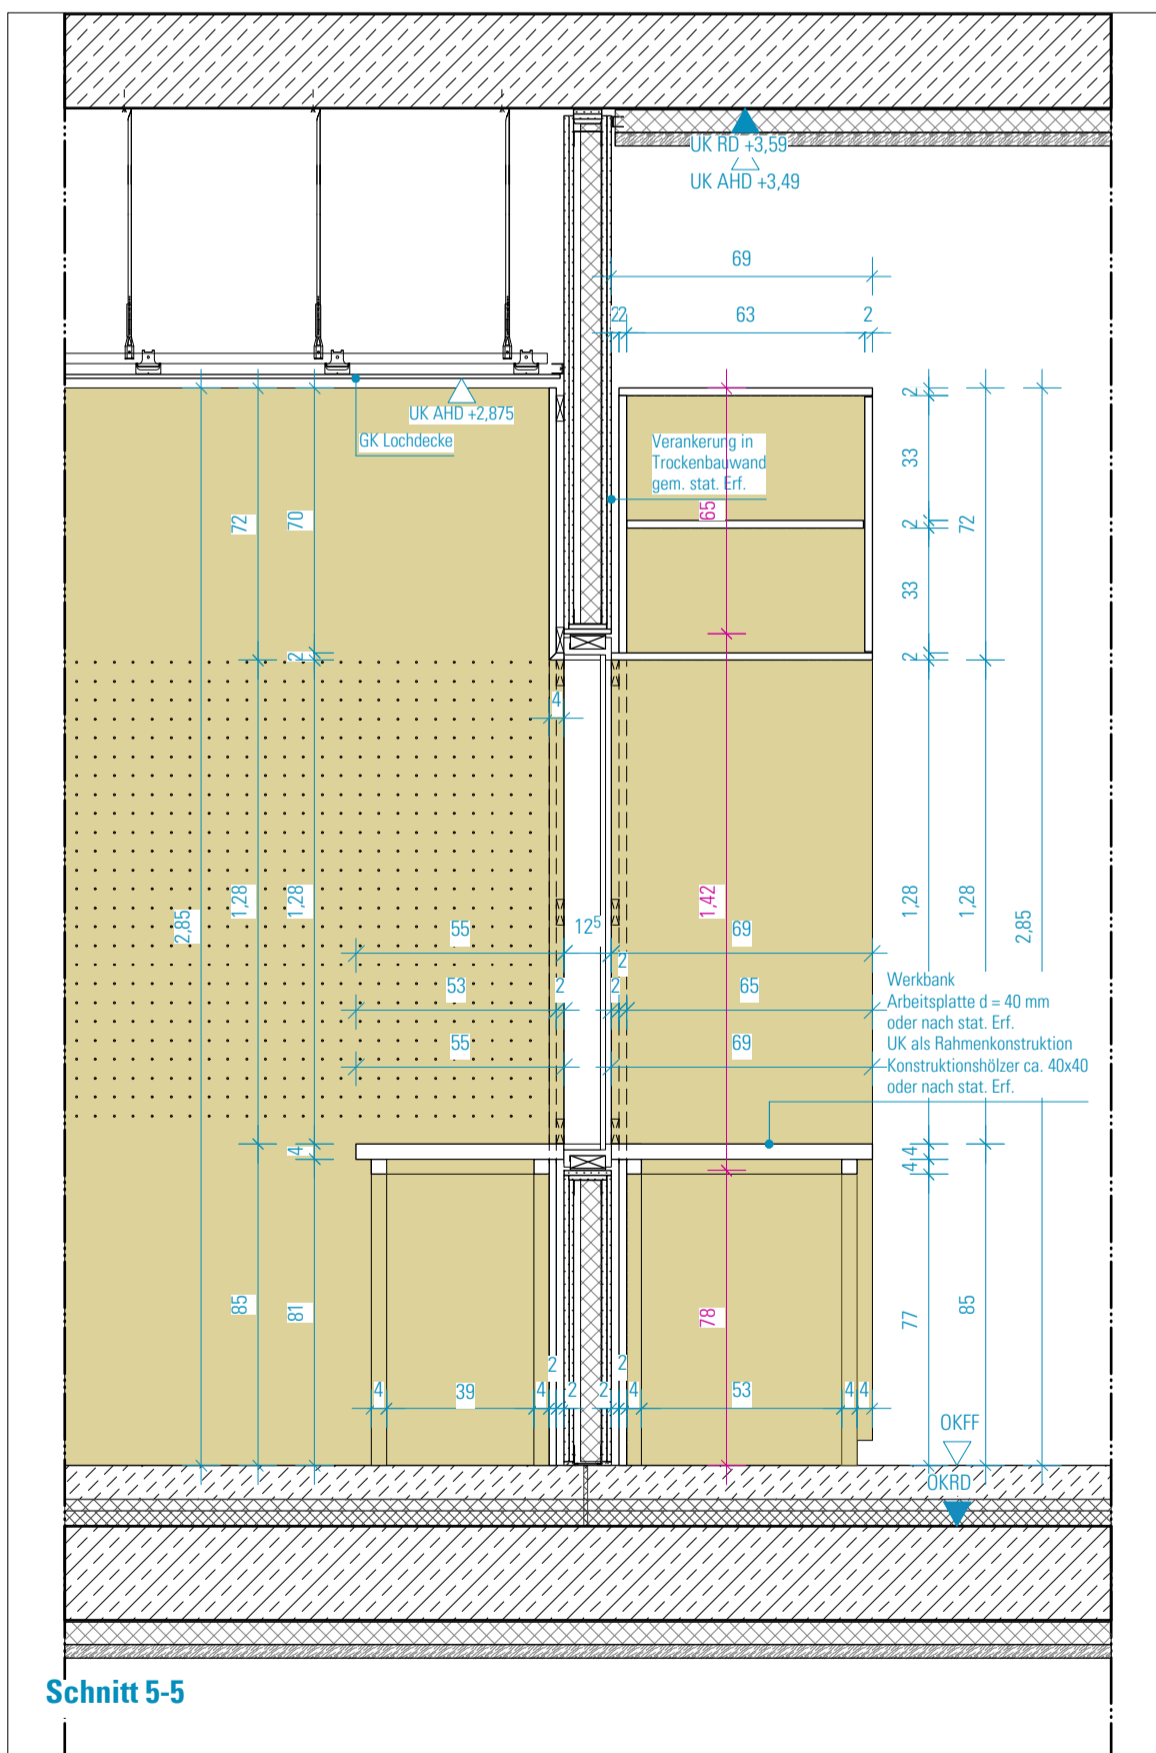 UK RD +3,59
UK AHD +3,49
69
2 2 63 2
UK AHD +2,875
GK Lochdecke
Verankerung in
Trockenbauwand
gem. stat. Erf.
65
72
70
2
33
2
33
2
72
2
4
2,85
1,28
1,28
1,42
1,28
1,28
2,85
55
12⁵
69
53
2
2
2
65
55
69
Werkbank
Arbeitsplatte d = 40 mm
oder nach stat. Erf.
UK als Rahmenkonstruktion
Konstruktionshölzer ca. 40x40
oder nach stat. Erf.
4
4
4
85
81
78
77
85
2
2
4
39
4
2
2
4
53
4
4
OKFF
OKRD
Schnitt 5-5